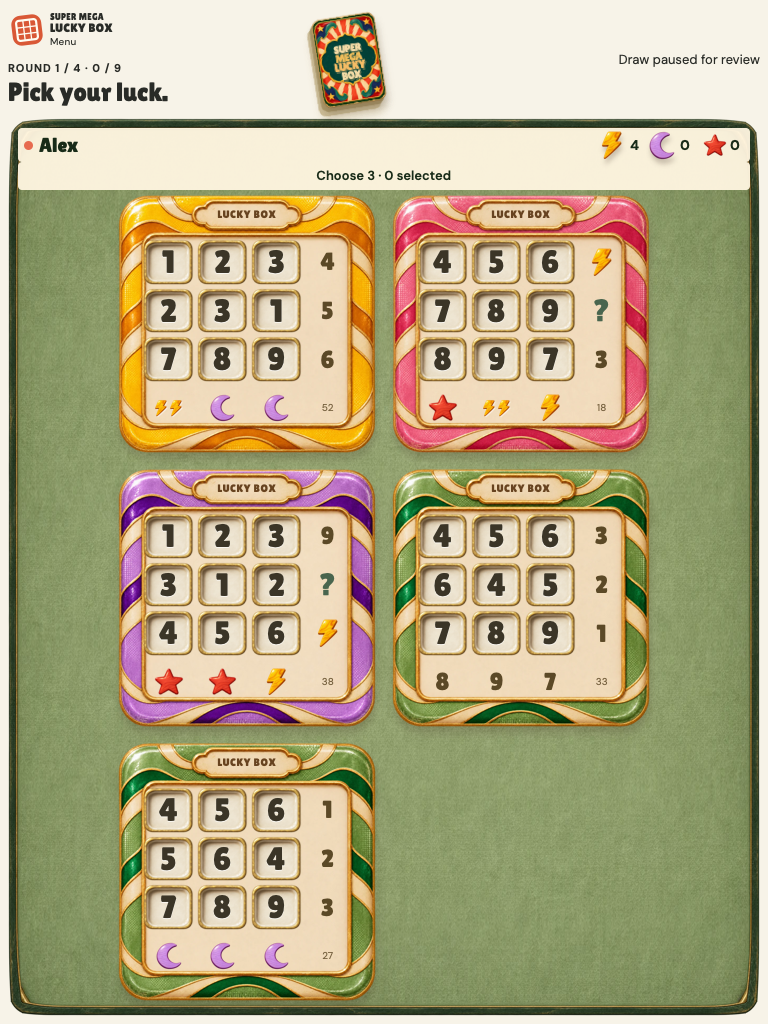 SUPER MEGA
LUCKY BOX
Menu
SUPER
MEGA
LUCKY
BOX
Draw paused for review
ROUND 1 / 4 · 0 / 9
Pick your luck.
Alex
4
0
0
Choose 3 · 0 selected
LUCKY BOX
1 2 3 4
2 3 1 5
7 8 9 6
52
LUCKY BOX
4 5 6
7 8 9 ?
8 9 7 3
18
LUCKY BOX
1 2 3 9
3 1 2 ?
4 5 6
38
LUCKY BOX
4 5 6 3
6 4 5 2
7 8 9 1
8 9 7 33
LUCKY BOX
4 5 6 1
5 6 4 2
7 8 9 3
27